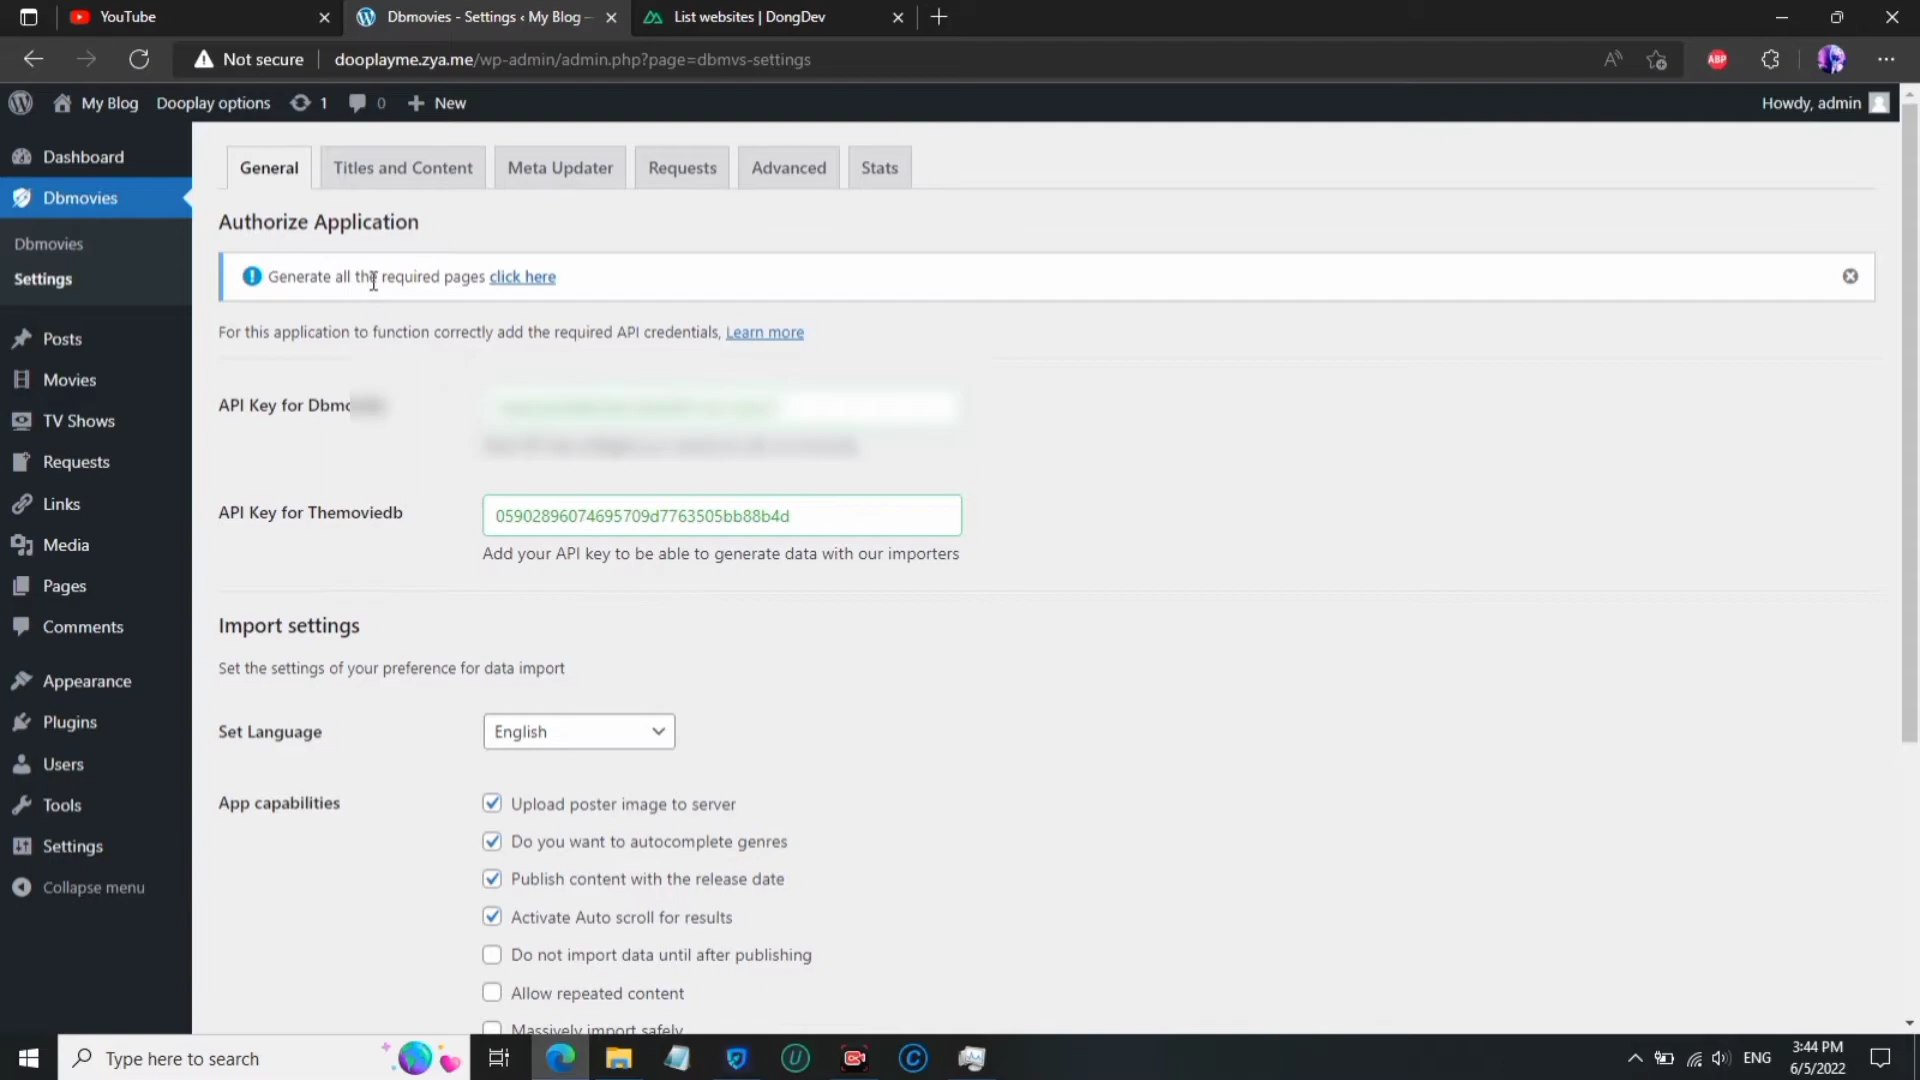 YouTube
Dbmovies - Settings ‹ My Blog –
List websites | DongDev
Not secure
dooplayme.zya.me/wp-admin/admin.php?page=dbmvs-settings
ABP
My Blog
Dooplay options
1
0
New
Howdy, admin
Dashboard
Dbmovies
Dbmovies
Settings
Posts
Movies
TV Shows
Requests
Links
Media
Pages
Comments
Appearance
Plugins
Users
Tools
Settings
Collapse menu
General
Titles and Content
Meta Updater
Requests
Advanced
Stats
Authorize Application
Generate all the required pages click here
For this application to function correctly add the required API credentials, Learn more
API Key for
API Key for Themoviedb
05902896074695709d7763505bb88b4d
Add your API key to be able to generate data with our importers
Import settings
Set the settings of your preference for data import
Set Language
English
App capabilities
Upload poster image to server
Do you want to autocomplete genres
Publish content with the release date
Activate Auto scroll for results
Do not import data until after publishing
Allow repeated content
Massively import safely
Type here to search
ENG
3:44 PM
6/5/2022